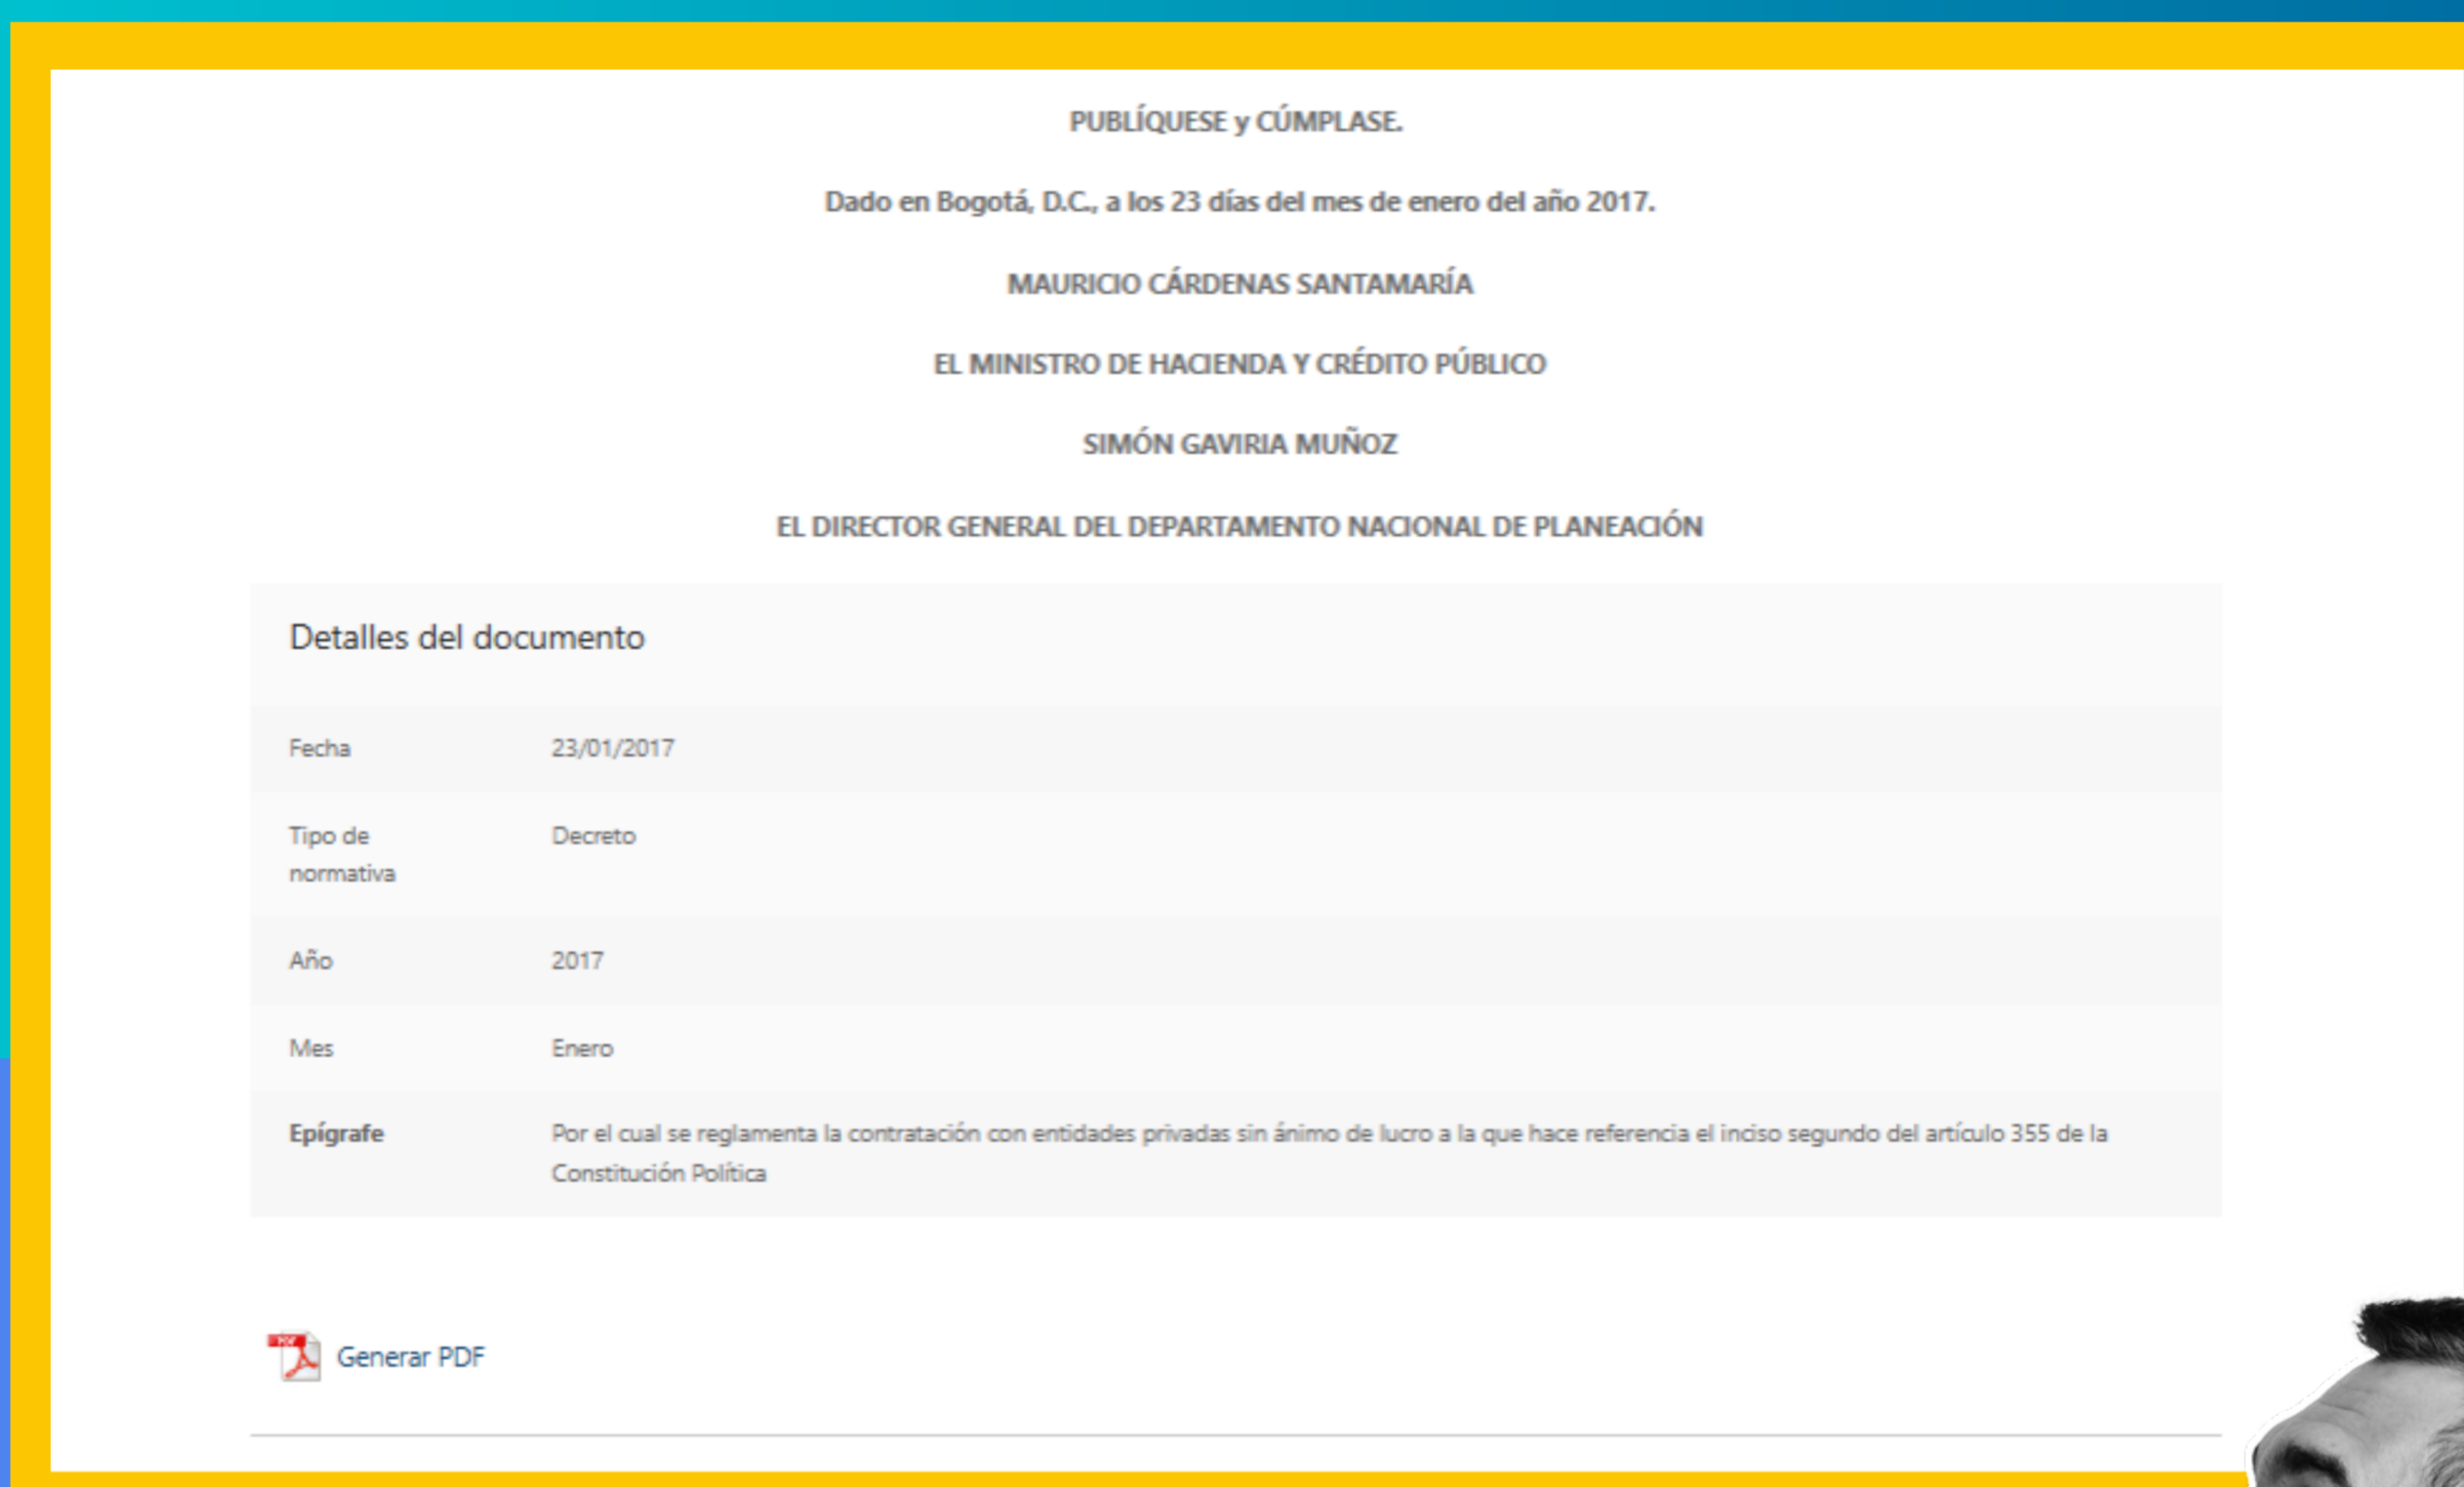 PUBLÍQUESE y CÚMPLASE.
Dado en Bogotá, D.C., a los 23 días del mes de enero del año 2017.
MAURICIO CÁRDENAS SANTAMARÍA
EL MINISTRO DE HACIENDA Y CRÉDITO PÚBLICO
SIMÓN GAVIRIA MUÑOZ
EL DIRECTOR GENERAL DEL DEPARTAMENTO NACIONAL DE PLANEACIÓN
Detalles del documento
Fecha 23/01/2017
Tipo de normativa Decreto
Año 2017
Mes Enero
Epígrafe Por el cual se reglamenta la contratación con entidades privadas sin ánimo de lucro a la que hace referencia el inciso segundo del artículo 355 de la
Constitución Política
PDF Generar PDF